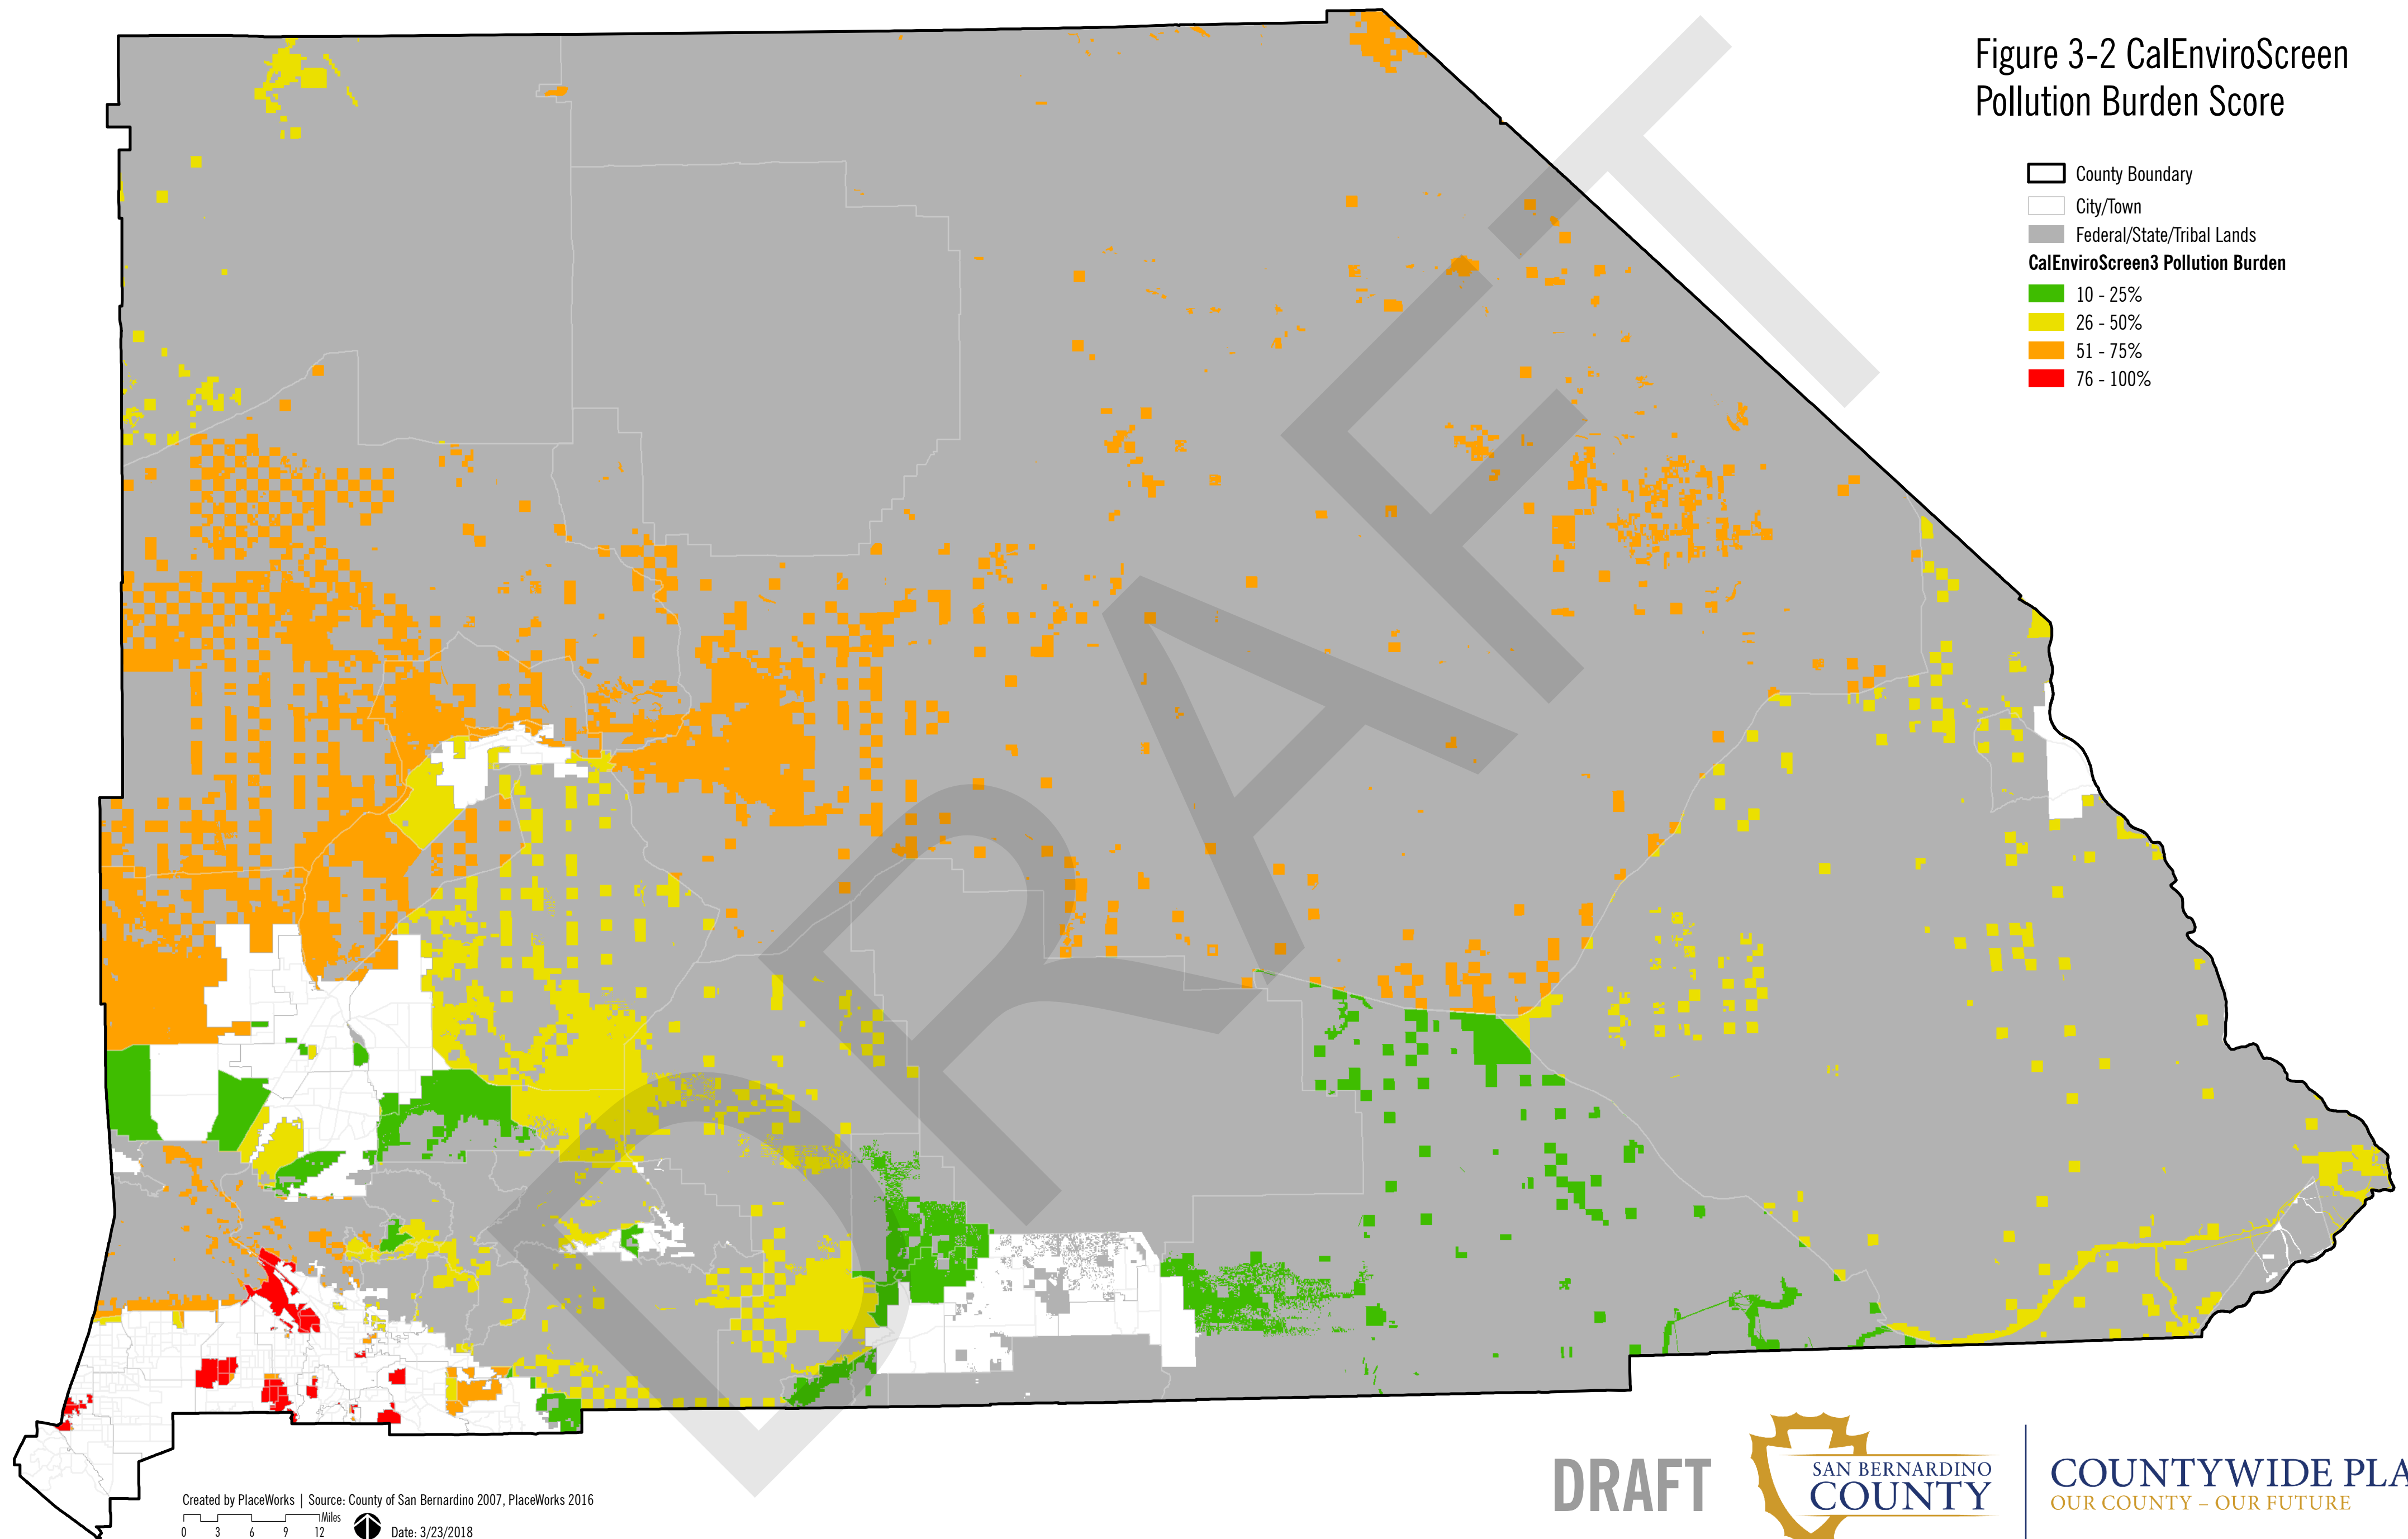 Figure 3-2 CalEnviroScreen
Pollution Burden Score
County Boundary
City/Town
Federal/State/Tribal Lands
CalEnviroScreen3 Pollution Burden
10 - 25%
26 - 50%
51 - 75%
76 - 100%
DRAFT
DRAFT
SAN BERNARDINO
COUNTY
COUNTYWIDE PLA
OUR COUNTY – OUR FUTURE
Created by PlaceWorks | Source: County of San Bernardino 2007, PlaceWorks 2016
Miles
0 3 6 9 12
Date: 3/23/2018